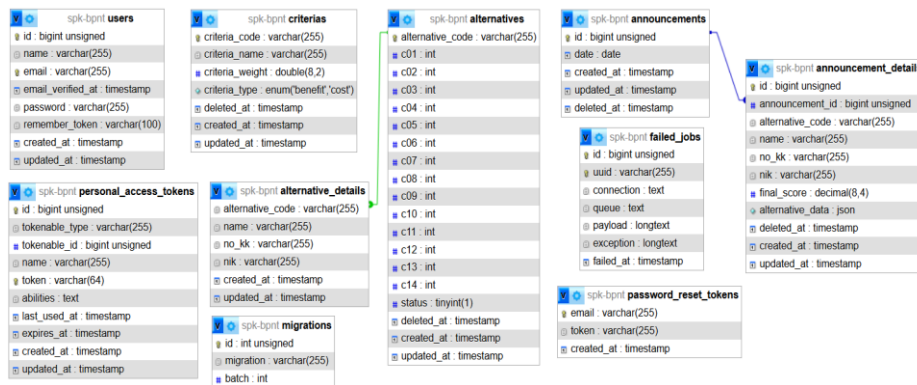 spk-bpnt users
id : bigint unsigned
name : varchar(255)
email : varchar(255)
email_verified_at : timestamp
password : varchar(255)
remember_token : varchar(100)
created_at : timestamp
updated_at : timestamp
spk-bpnt criterias
criteria_code : varchar(255)
criteria_name : varchar(255)
criteria_weight : double(8,2)
criteria_type : enum('benefit','cost')
deleted_at : timestamp
created_at : timestamp
updated_at : timestamp
spk-bpnt alternatives
alternative_code : varchar(255)
c01 : int
c02 : int
c03 : int
c04 : int
c05 : int
c06 : int
c07 : int
c08 : int
c09 : int
c10 : int
c11 : int
c12 : int
c13 : int
c14 : int
status : tinyint(1)
deleted_at : timestamp
created_at : timestamp
updated_at : timestamp
spk-bpnt announcements
id : bigint unsigned
date : date
created_at : timestamp
updated_at : timestamp
deleted_at : timestamp
spk-bpnt announcement_detail
id : bigint unsigned
announcement_id : bigint unsigned
alternative_code : varchar(255)
name : varchar(255)
no_kk : varchar(255)
nik : varchar(255)
final_score : decimal(8,4)
alternative_data : json
deleted_at : timestamp
created_at : timestamp
updated_at : timestamp
spk-bpnt failed_jobs
id : bigint unsigned
uuid : varchar(255)
connection : text
queue : text
payload : longtext
exception : longtext
failed_at : timestamp
spk-bpnt personal_access_tokens
id : bigint unsigned
tokenable_type : varchar(255)
tokenable_id : bigint unsigned
name : varchar(255)
token : varchar(64)
abilities : text
last_used_at : timestamp
expires_at : timestamp
created_at : timestamp
updated_at : timestamp
spk-bpnt alternative_details
alternative_code : varchar(255)
name : varchar(255)
no_kk : varchar(255)
nik : varchar(255)
created_at : timestamp
updated_at : timestamp
spk-bpnt migrations
id : int unsigned
migration : varchar(255)
batch : int
spk-bpnt password_reset_tokens
email : varchar(255)
token : varchar(255)
created_at : timestamp